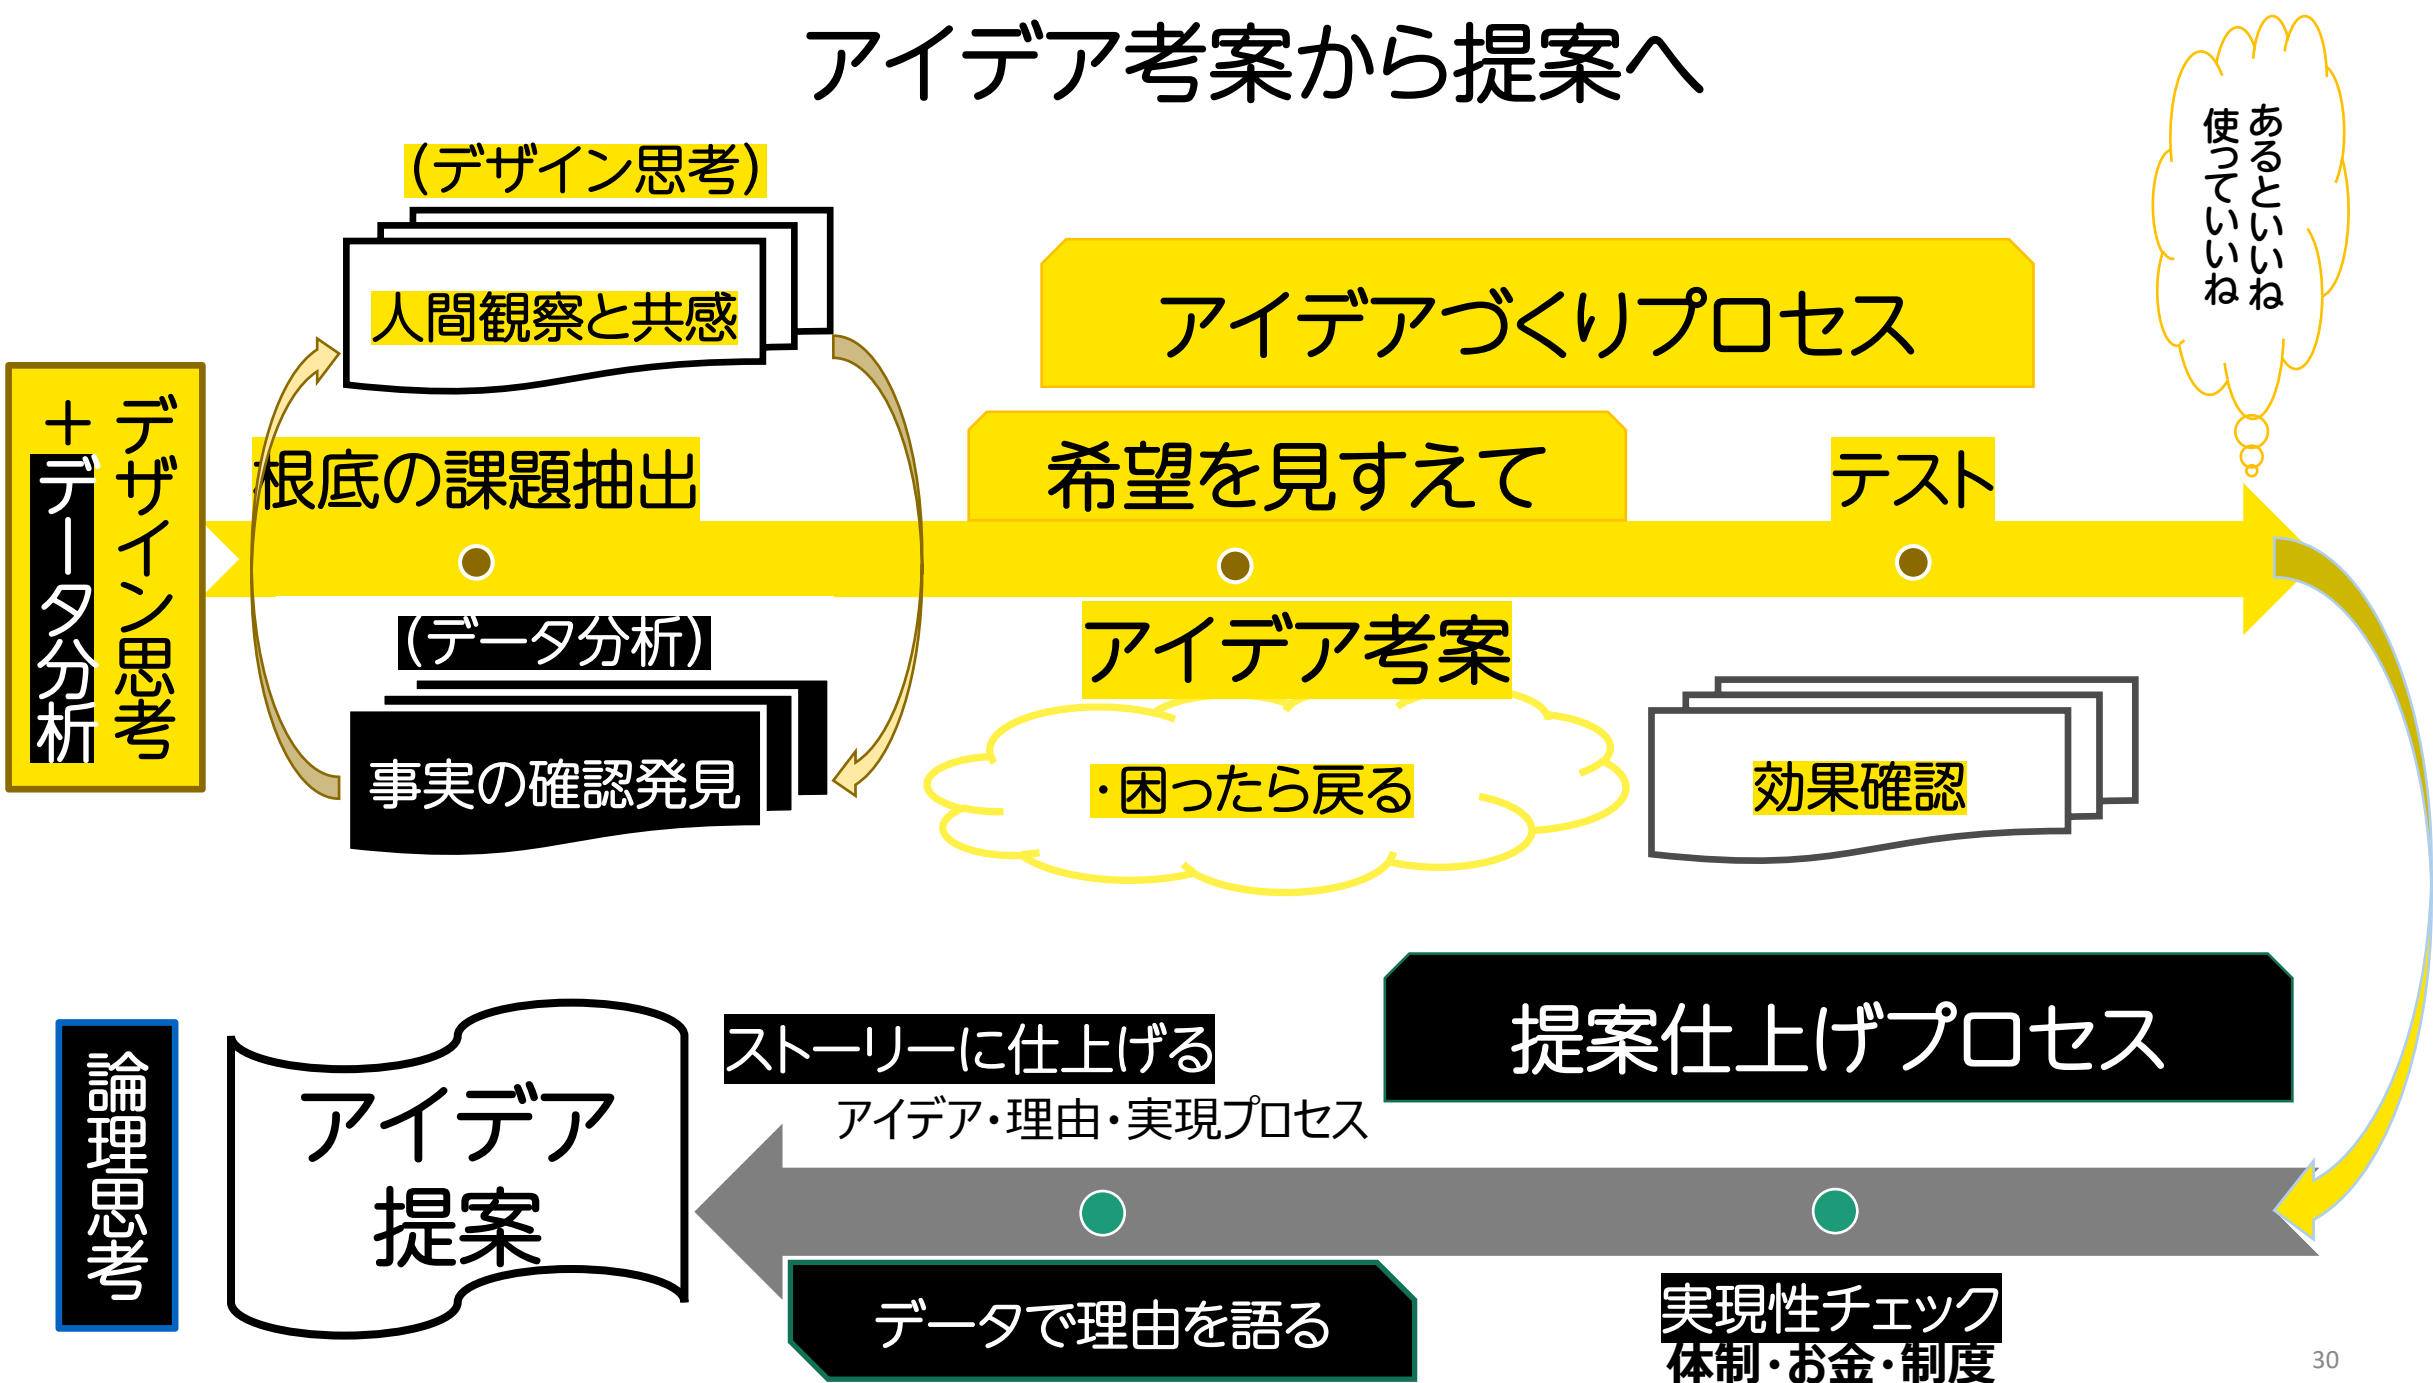 アイデア考案から提案へ
あるといいね
使っていいね
(デザイン思考)
人間観察と共感
アイデアづくりプロセス
デザイン思考
＋データ分析
根底の課題抽出
希望を見すえて
テスト
(データ分析)
事実の確認発見
アイデア考案
・困ったら戻る
効果確認
提案仕上げプロセス
ストーリーに仕上げる
アイデア・理由・実現プロセス
論理思考
アイデア
提案
データで理由を語る
実現性チェック
体制・お金・制度
30